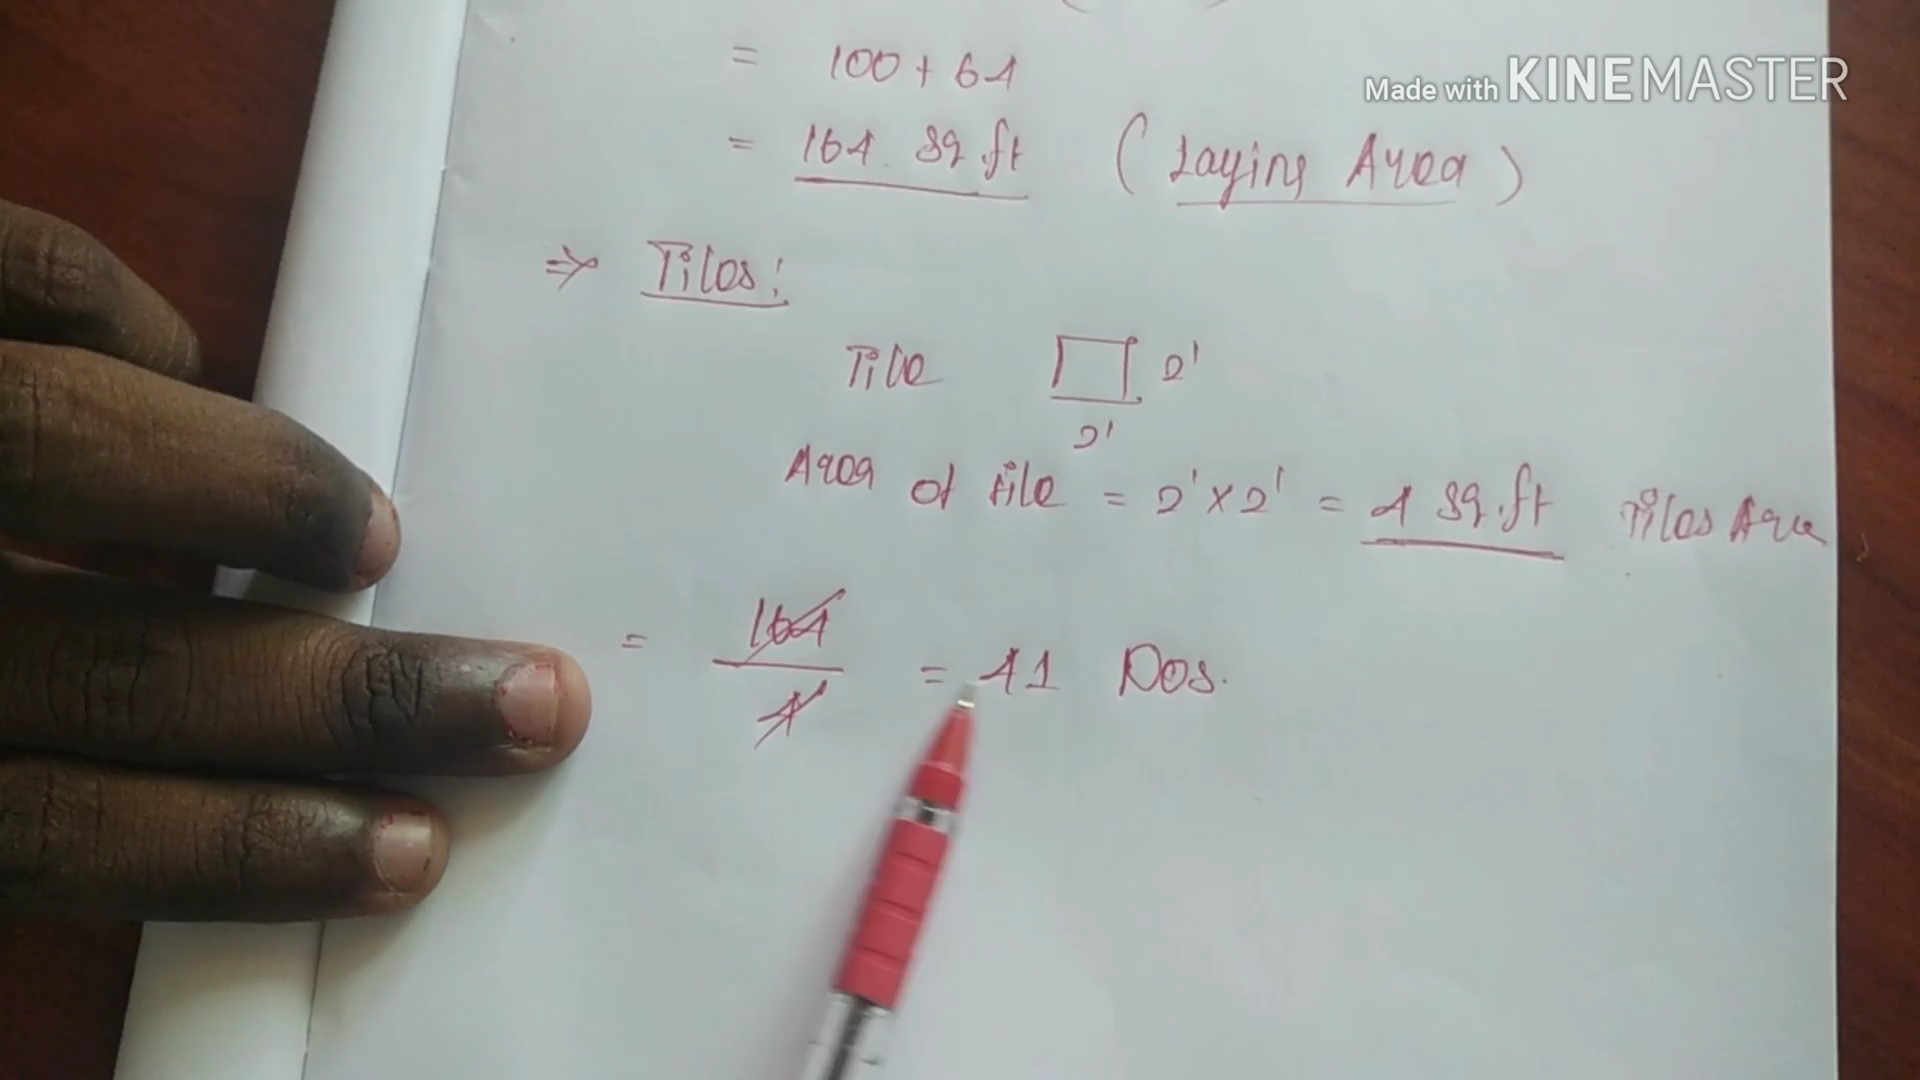 = 100 + 64
Made with KINEMASTER
= 164 sq.ft (Laying Area)
⇒ Tiles:
Tile 2'
2'
Area of tile = 2' x 2' = 4 sq.ft Tiles Area
= 164 / 4 = 41 Nos.